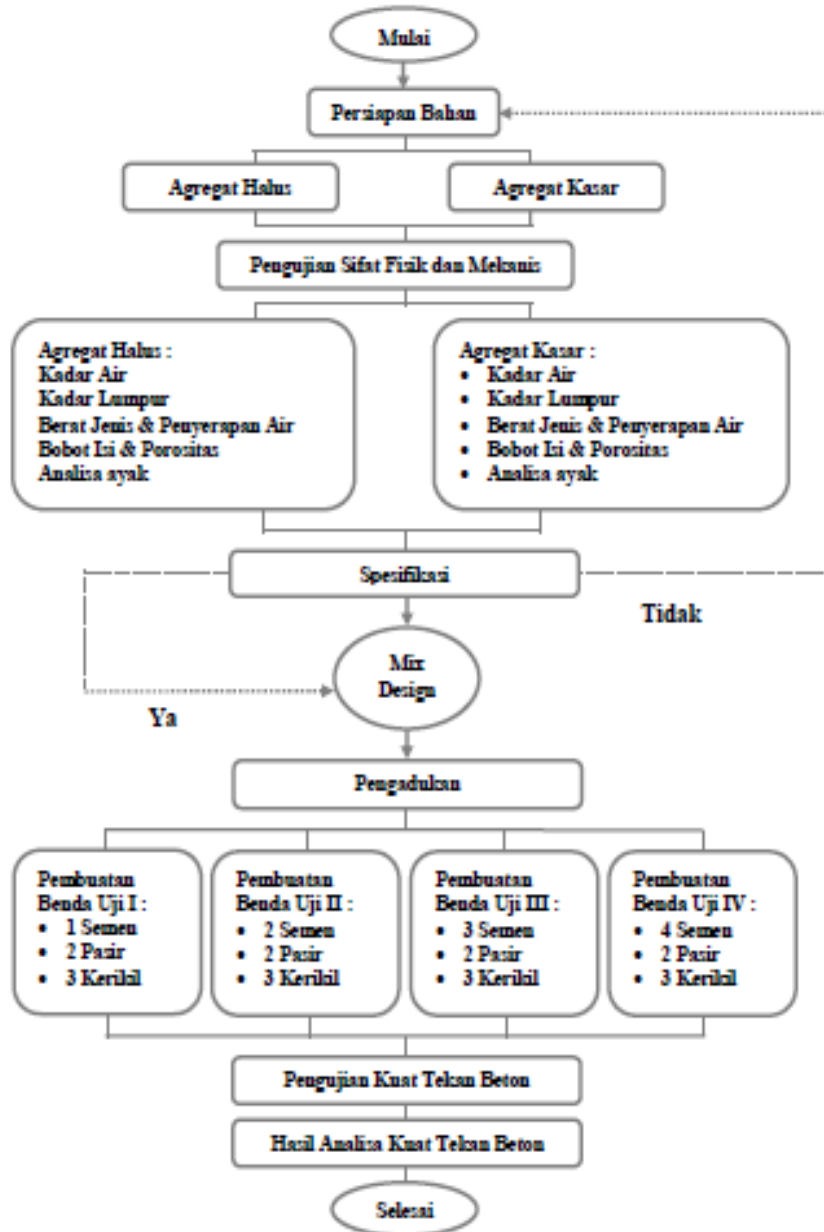 Mulai
Persiapan Bahan
Agregat Halus
Agregat Kasar
Pengujian Sifat Fisik dan Mekanis
Agregat Halus :
Kadar Air
Kadar Lumpur
Berat Jenis & Penyerapan Air
Bobot Isi & Porositas
Analisa ayak
Agregat Kasar :
• Kadar Air
• Kadar Lumpur
• Berat Jenis & Penyerapan Air
• Bobot Isi & Porositas
• Analisa ayak
Spesifikasi
Tidak
Mix
Design
Ya
Pengadukan
Pembuatan
Benda Uji I :
• 1 Semen
• 2 Pasir
• 3 Kerikil
Pembuatan
Benda Uji II :
• 2 Semen
• 2 Pasir
• 3 Kerikil
Pembuatan
Benda Uji III :
• 3 Semen
• 2 Pasir
• 3 Kerikil
Pembuatan
Benda Uji IV :
• 4 Semen
• 2 Pasir
• 3 Kerikil
Pengujian Kuat Tekan Beton
Hasil Analisa Kuat Tekan Beton
Selesai